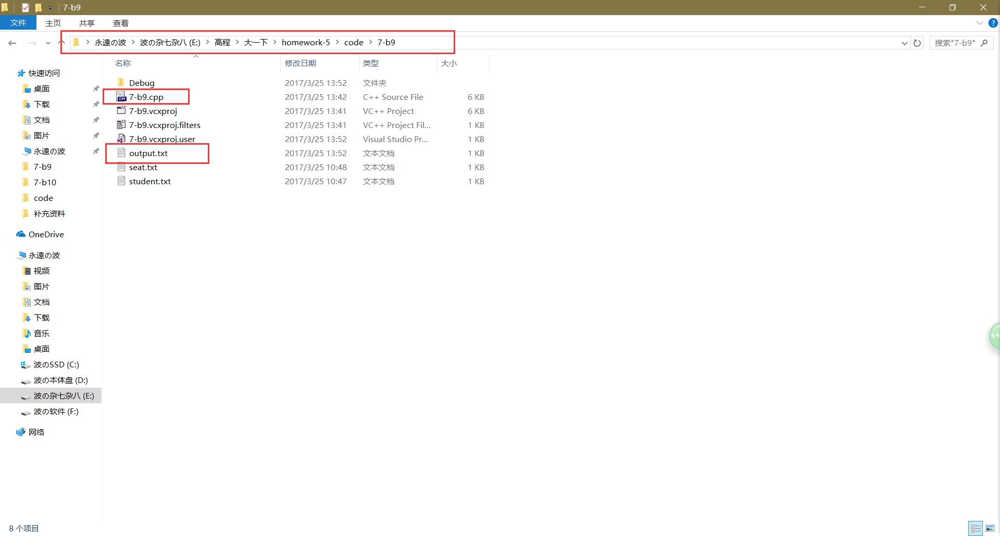 7-b9
文件 主页 共享 查看
永遠の波 波の杂七杂八 (E:) 高程 大一下 homework-5 code 7-b9
搜索"7-b9"
名称 修改日期 类型 大小
Debug 2017/3/25 13:52 文件夹
7-b9.cpp 2017/3/25 13:42 C++ Source File 6 KB
7-b9.vcxproj 2017/3/25 13:41 VC++ Project 6 KB
7-b9.vcxproj.filters 2017/3/25 13:41 VC++ Project Fil... 1 KB
7-b9.vcxproj.user 2017/3/25 13:52 Visual Studio Pr... 1 KB
output.txt 2017/3/25 13:52 文本文档 1 KB
seat.txt 2017/3/25 10:48 文本文档 1 KB
student.txt 2017/3/25 10:47 文本文档 1 KB
快速访问
桌面
下载
文档
图片
永遠の波
7-b9
7-b10
code
补充资料
OneDrive
永遠の波
视频
图片
文档
下载
音乐
桌面
波のSSD (C:)
波の本体盘 (D:)
波の杂七杂八 (E:)
波の软件 (F:)
网络
64
8 个项目